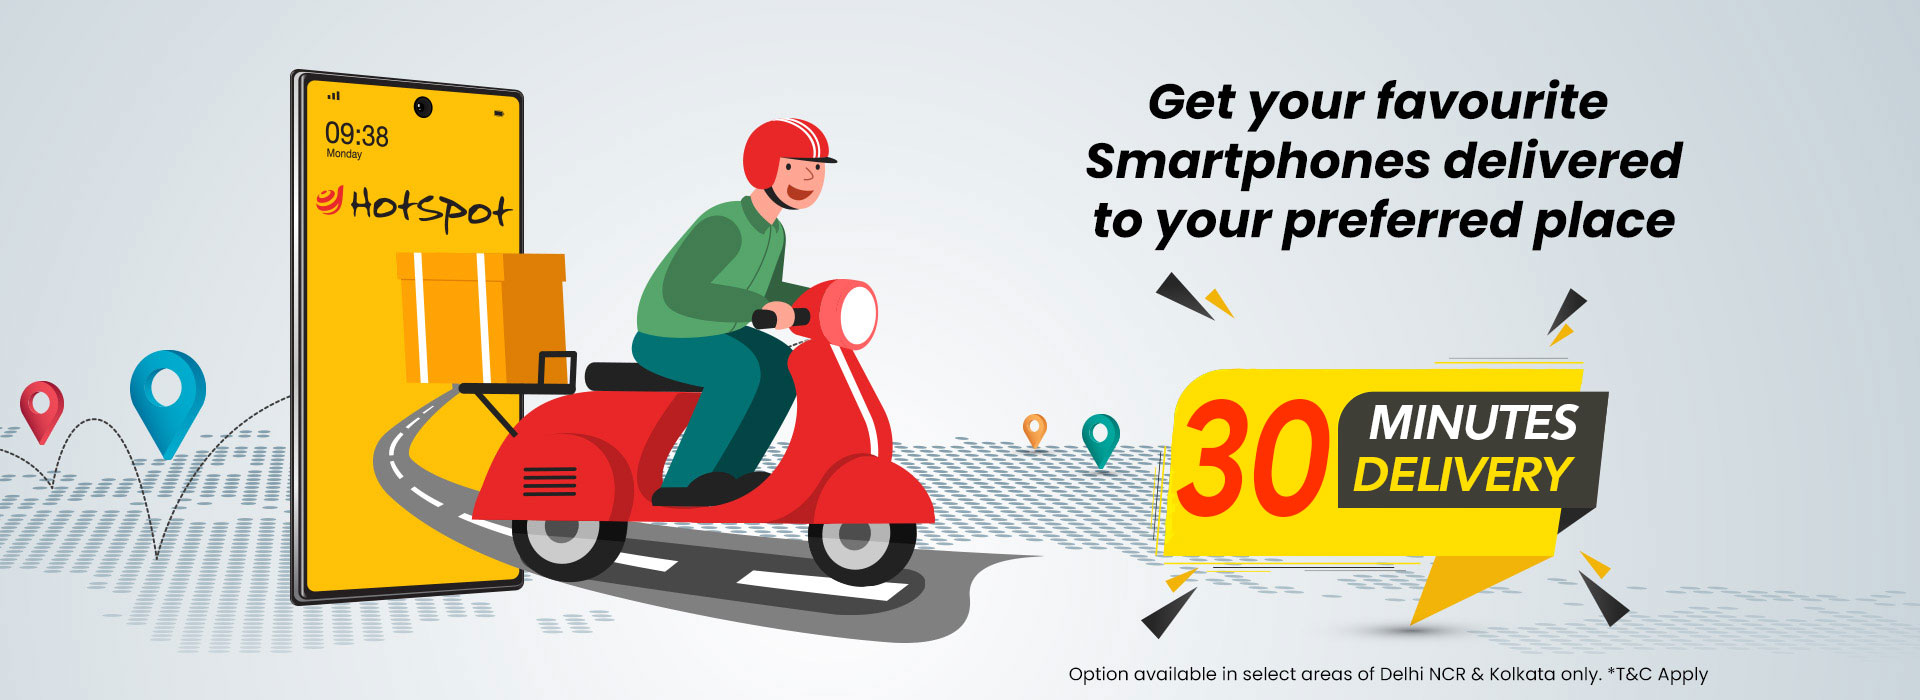 09:38
Monday
HotSpot
Get your favourite
Smartphones delivered
to your preferred place
30 MINUTES
DELIVERY
Option available in select areas of Delhi NCR & Kolkata only. *T&C Apply